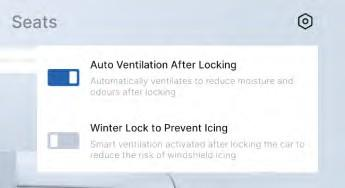 Seats
Auto Ventilation After Locking
Automatically ventilates to reduce moisture and
odours after locking
Winter Lock to Prevent Icing
Smart ventilation activated after locking the car to
reduce the risk of windshield icing